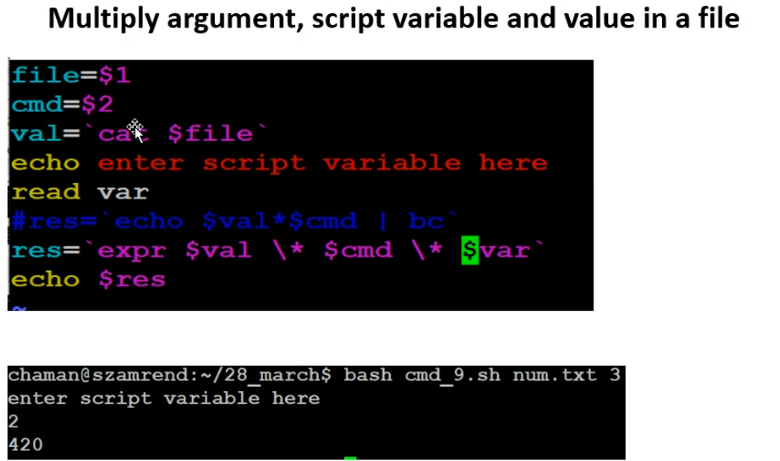 Multiply argument, script variable and value in a file
file=$1
cmd=$2
val=`cat $file`
echo enter script variable here
read var
#res=`echo $val*$cmd | bc`
res=`expr $val \* $cmd \* $var`
echo $res
~
chaman@szamrend:~/28_march$ bash cmd_9.sh num.txt 3
enter script variable here
2
420